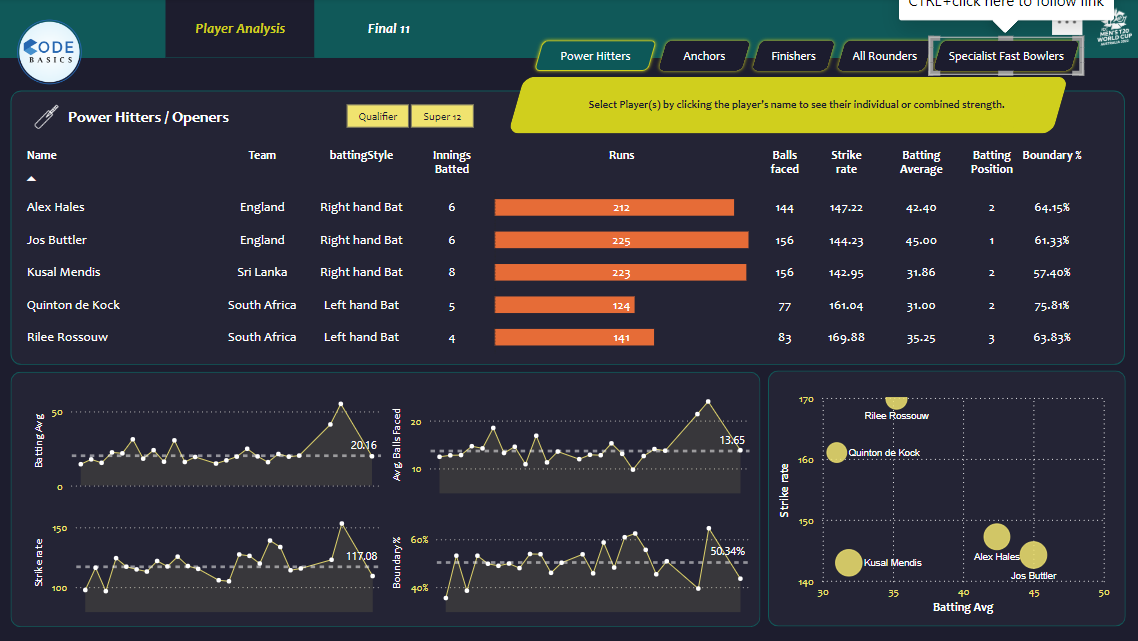 CTRL+click here to follow link
Player Analysis
Final 11
CODE
BASICS
MEN'S T20
WORLD CUP
Power Hitters
Anchors
Finishers
All Rounders
Specialist Fast Bowlers
Select Player(s) by clicking the player's name to see their individual or combined strength.
Power Hitters / Openers
Qualifier
Super 12
Name Team battingStyle Innings Batted Runs Balls faced Strike rate Batting Average Batting Position Boundary %
Alex Hales England Right hand Bat 6 212 144 147.22 42.40 2 64.15%
Jos Buttler England Right hand Bat 6 225 156 144.23 45.00 1 61.33%
Kusal Mendis Sri Lanka Right hand Bat 8 223 156 142.95 31.86 2 57.40%
Quinton de Kock South Africa Left hand Bat 5 124 77 161.04 31.00 2 75.81%
Rilee Rossouw South Africa Left hand Bat 4 141 83 169.88 35.25 3 63.83%
Batting Avg
50
0
20.16
Avg. Balls Faced
20
10
13.65
Strike rate
150
100
117.08
Boundary %
60%
40%
50.34%
Strike rate
170
160
150
140
Rilee Rossouw
Quinton de Kock
Alex Hales
Kusal Mendis
Jos Buttler
30 35 40 45 50
Batting Avg